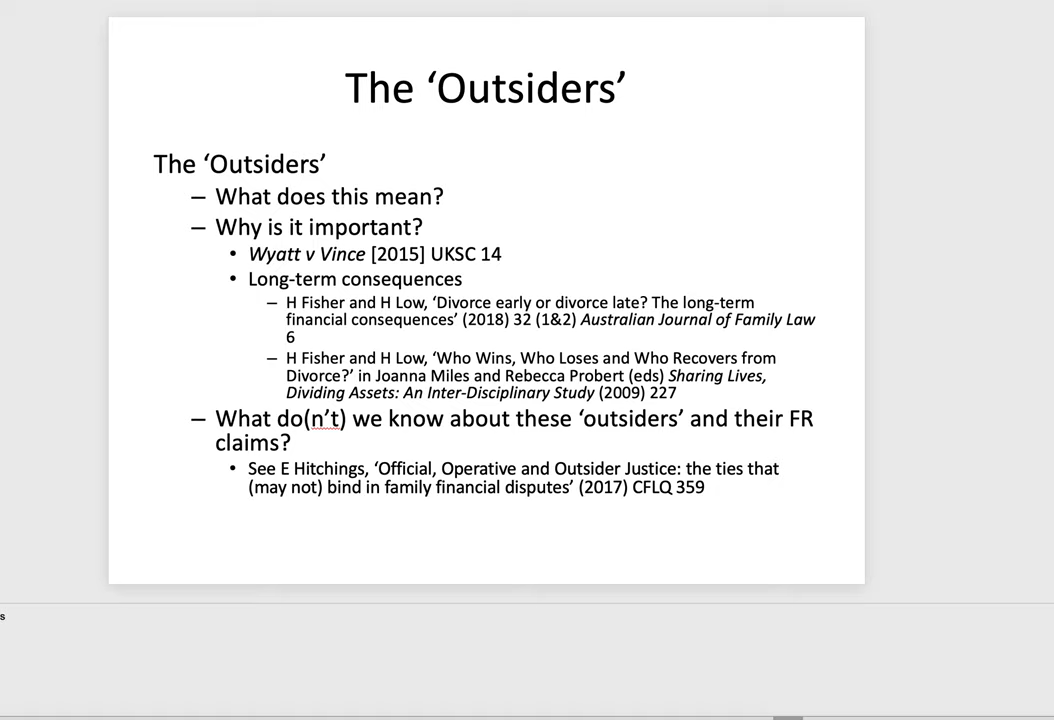 The ‘Outsiders’
The ‘Outsiders’
– What does this mean?
– Why is it important?
• Wyatt v Vince [2015] UKSC 14
• Long-term consequences
– H Fisher and H Low, ‘Divorce early or divorce late? The long-term
financial consequences’ (2018) 32 (1&2) Australian Journal of Family Law
6
– H Fisher and H Low, ‘Who Wins, Who Loses and Who Recovers from
Divorce?’ in Joanna Miles and Rebecca Probert (eds) Sharing Lives,
Dividing Assets: An Inter-Disciplinary Study (2009) 227
– What do(n’t) we know about these ‘outsiders’ and their FR
claims?
• See E Hitchings, ‘Official, Operative and Outsider Justice: the ties that
(may not) bind in family financial disputes’ (2017) CFLQ 359
s